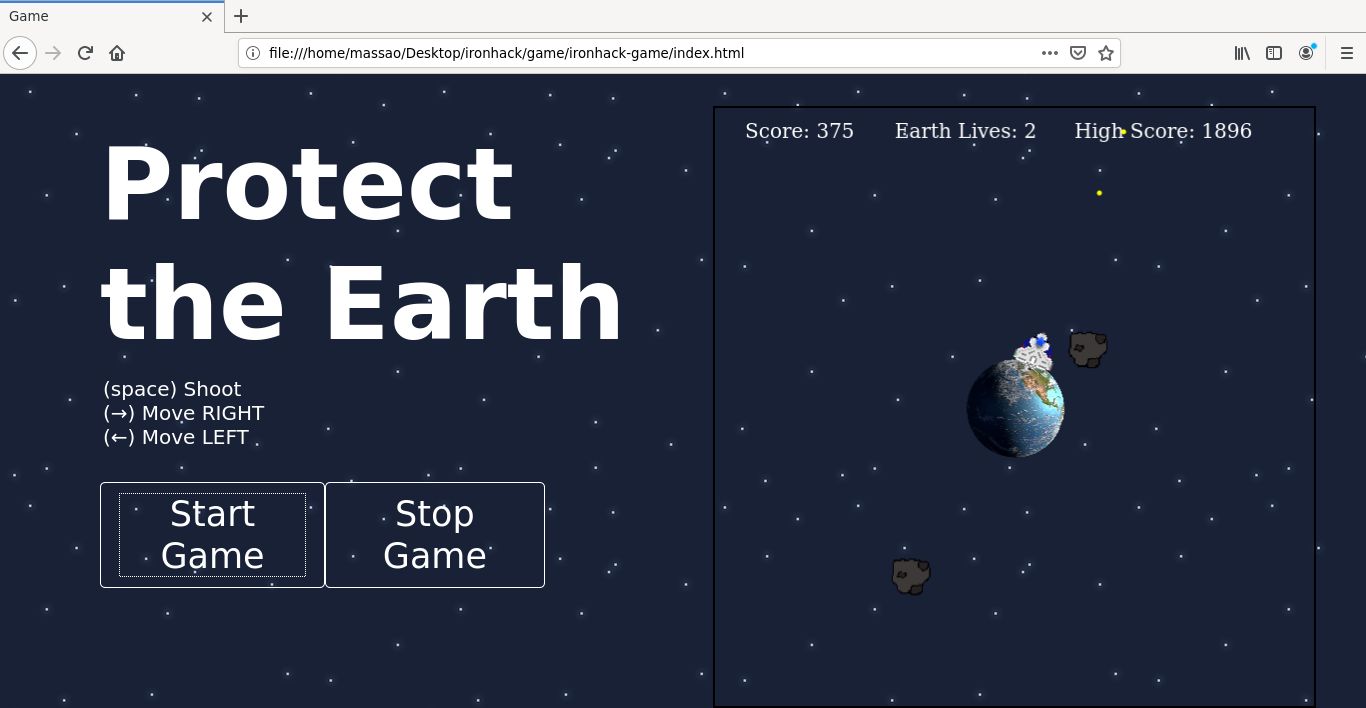 Game
file:///home/massao/Desktop/ironhack/game/ironhack-game/index.html
Protect
the Earth
(space) Shoot
(→) Move RIGHT
(←) Move LEFT
Start
Game
Stop
Game
Score: 375 Earth Lives: 2 High Score: 1896